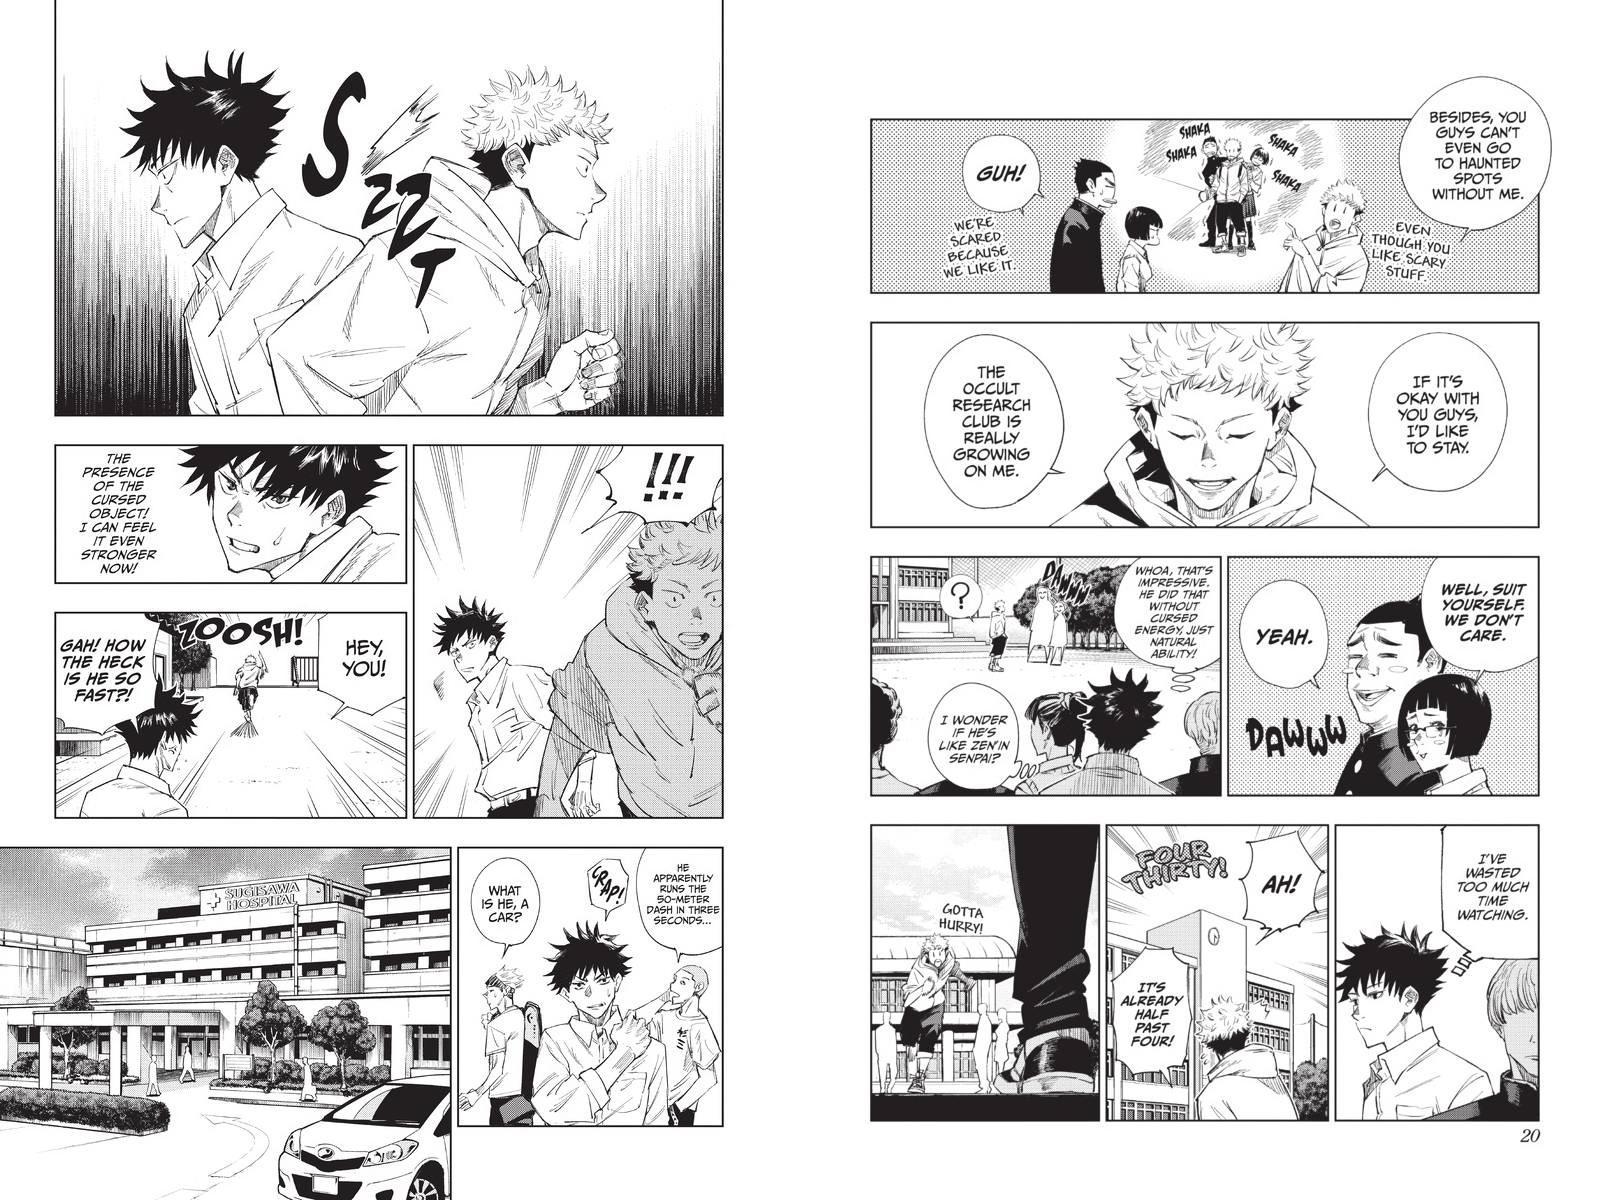 BESIDES, YOU
GUYS CAN'T
EVEN GO
TO HAUNTED
SPOTS
WITHOUT ME.
EVEN
THOUGH YOU
LIKE SCARY
STUFF.
SHAKA
SHAKA
SHAKA
SHAKA
GUH!
WE'RE
SCARED
BECAUSE
WE LIKE IT.
IF IT'S
OKAY WITH
YOU GUYS,
I'D LIKE
TO STAY.
THE
OCCULT
RESEARCH
CLUB IS
REALLY
GROWING
ON ME.
WELL, SUIT
YOURSELF.
WE DON'T
CARE.
YEAH.
DAWWW
WHOA, THAT'S
IMPRESSIVE.
HE DID THAT
WITHOUT
CURSED
ENERGY, JUST
NATURAL
ABILITY!
DAWWW
?
I WONDER
IF HE'S
LIKE ZEN'IN
SENPAI?
I'VE
WASTED
TOO MUCH
TIME
WATCHING.
AH!
FOUR
THIRTY!
IT'S
ALREADY
HALF
PAST
FOUR!
GOTTA
HURRY!
20
SZZZT
!!!
THE
PRESENCE
OF THE
CURSED
OBJECT!
I CAN FEEL
IT EVEN
STRONGER
NOW!
HEY,
YOU!
ZOOSH!
GAH! HOW
THE HECK
IS HE SO
FAST?!
HE
APPARENTLY
RUNS THE
50-METER
DASH IN THREE
SECONDS...
CRAP!
WHAT
IS HE, A
CAR?
SUGISAWA
HOSPITAL